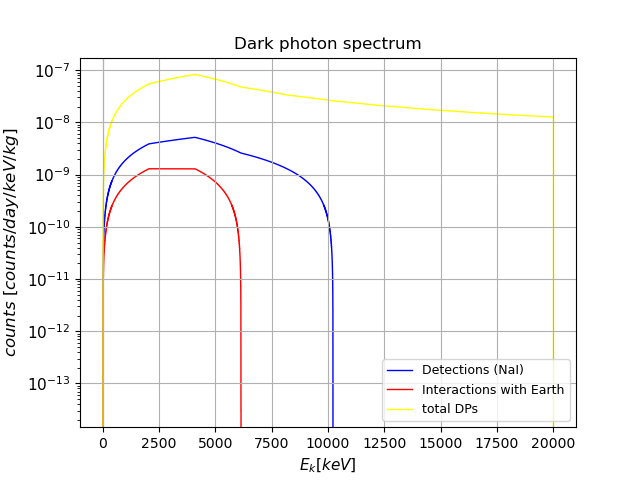 Dark photon spectrum
counts [counts/day/keV/kg]
10⁻⁷
10⁻⁸
10⁻⁹
10⁻¹⁰
10⁻¹¹
10⁻¹²
10⁻¹³
Detections (NaI)
Interactions with Earth
total DPs
0 2500 5000 7500 10000 12500 15000 17500 20000
Eₖ[keV]